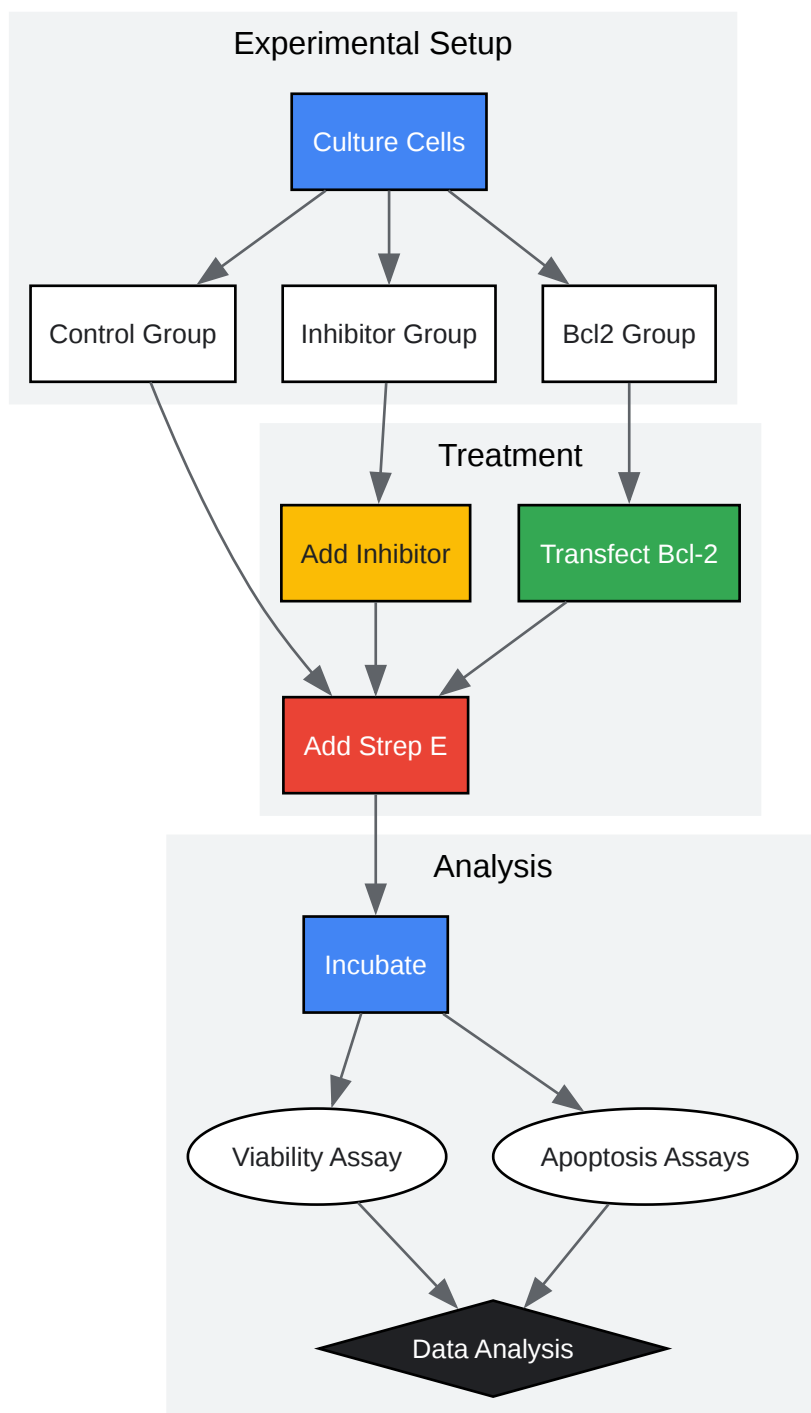 Experimental Setup
Culture Cells
Control Group
Inhibitor Group
Bcl2 Group
Treatment
Add Inhibitor
Transfect Bcl-2
Add Strep E
Analysis
Incubate
Viability Assay
Apoptosis Assays
Data Analysis